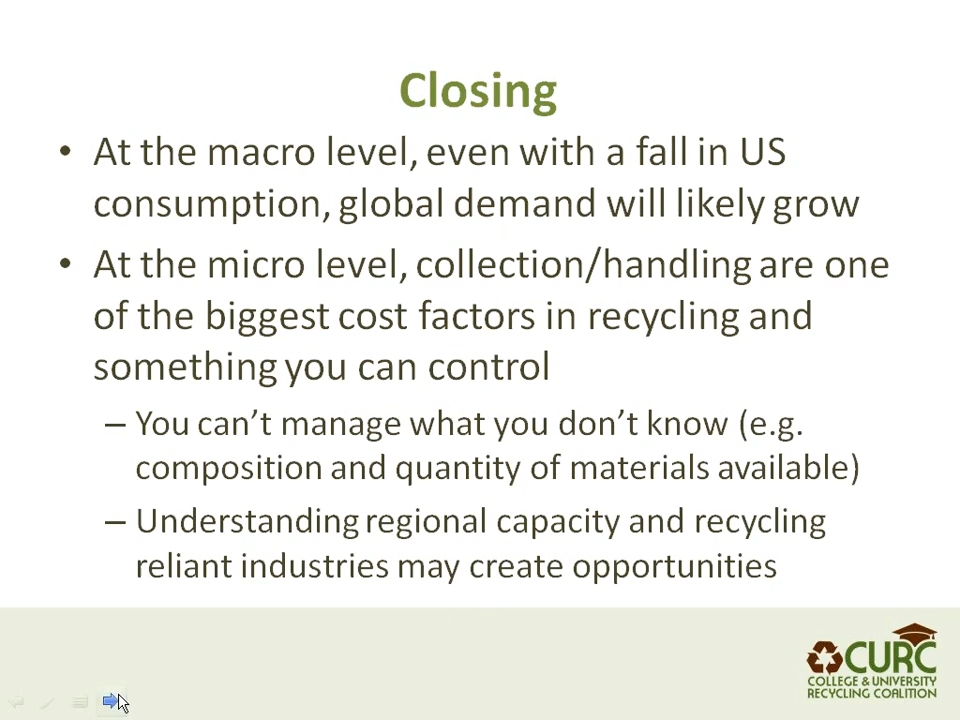 Closing
• At the macro level, even with a fall in US
consumption, global demand will likely grow
• At the micro level, collection/handling are one
of the biggest cost factors in recycling and
something you can control
– You can’t manage what you don’t know (e.g.
composition and quantity of materials available)
– Understanding regional capacity and recycling
reliant industries may create opportunities
CURC
COLLEGE & UNIVERSITY
RECYCLING COALITION